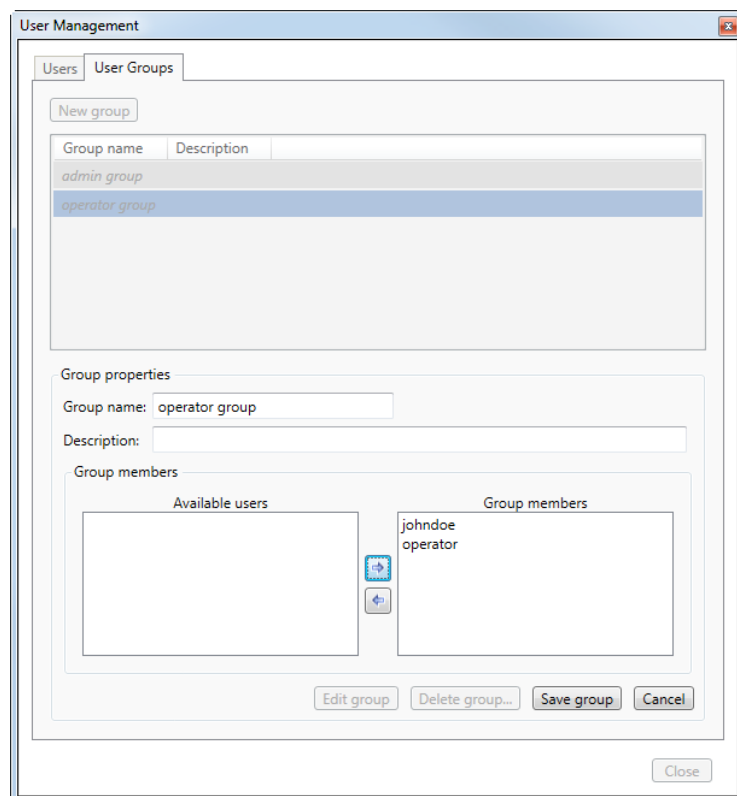 User Management
Users User Groups
New group
Group name Description
admin group
operator group
Group properties
Group name: operator group
Description:
Group members
Available users Group members
johndoe
operator
Edit group Delete group... Save group Cancel
Close